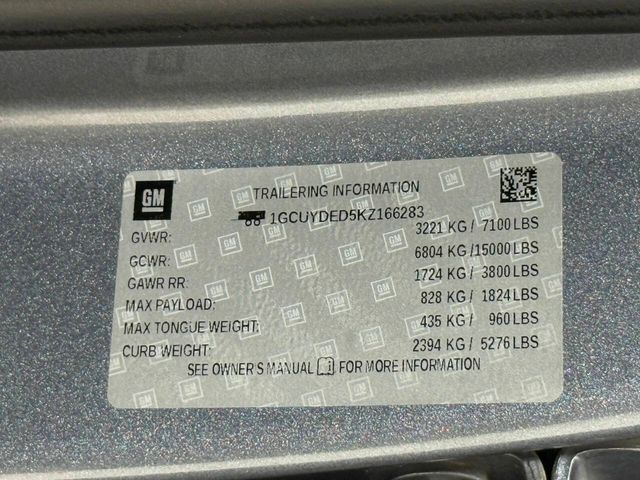 GM
TRAILERING INFORMATION
1GCUYDED5KZ166283
GVWR: 3221 KG / 7100 LBS
GCWR: 6804 KG / 15000 LBS
GAWR RR: 1724 KG / 3800 LBS
MAX PAYLOAD: 828 KG / 1824 LBS
MAX TONGUE WEIGHT: 435 KG / 960 LBS
CURB WEIGHT: 2394 KG / 5276 LBS
SEE OWNER'S MANUAL FOR MORE INFORMATION